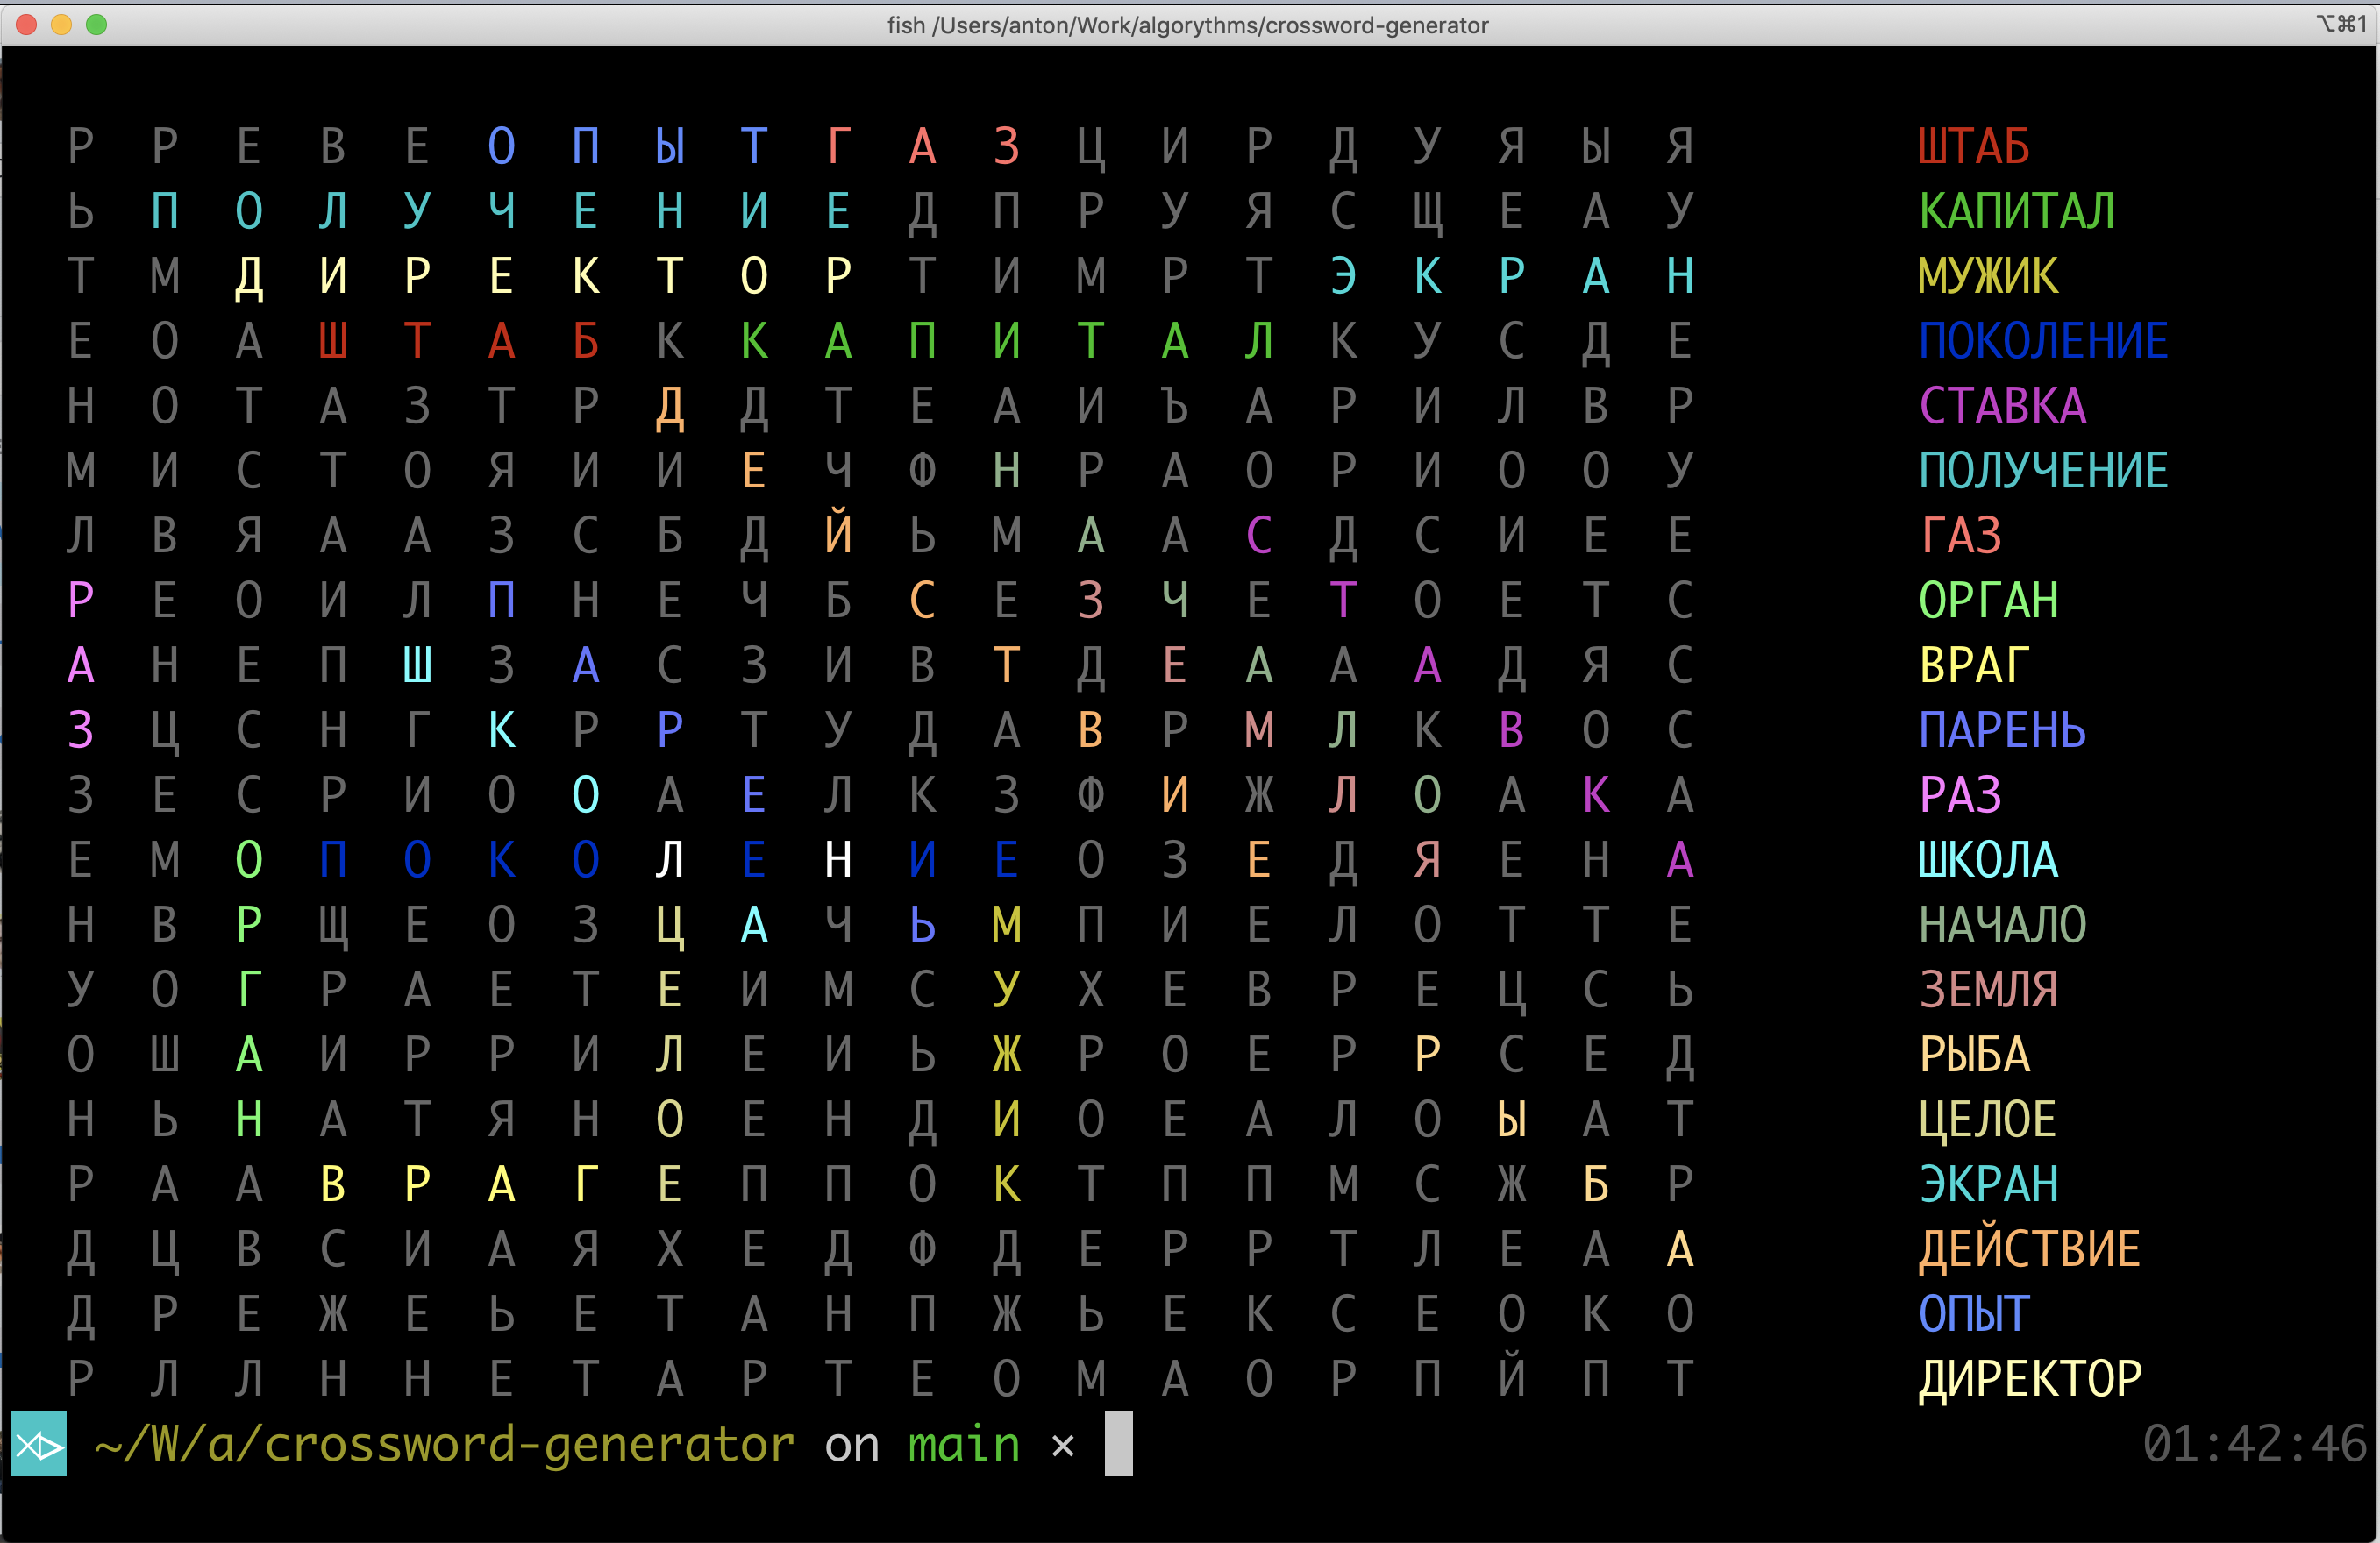 fish /Users/anton/Work/algorythms/crossword-generator ⌥⌘1
Р Р Е В Е О П Ы Т Г А З Ц И Р Д У Я Ы Я ШТАБ
Ь П О Л У Ч Е Н И Е Д П Р У Я С Щ Е А У КАПИТАЛ
Т М Д И Р Е К Т О Р Т И М Р Т Э К Р А Н МУЖИК
Е О А Ш Т А Б К К А П И Т А Л К У С Д Е ПОКОЛЕНИЕ
Н О Т А З Т Р Д Д Т Е А И Ъ А Р И Л В Р СТАВКА
М И С Т О Я И И Е Ч Ф Н Р А О Р И О О У ПОЛУЧЕНИЕ
Л В Я А А З С Б Д Й Ь М А А С Д С И Е Е ГАЗ
Р Е О И Л П Н Е Ч Б С Е З Ч Е Т О Е Т С ОРГАН
А Н Е П Ш З А С З И В Т Д Е А А А Д Я С ВРАГ
З Ц С Н Г К Р Р Т У Д А В Р М Л К В О С ПАРЕНЬ
З Е С Р И О О А Е Л К З Ф И Ж Л О А К А РАЗ
Е М О П О К О Л Е Н И Е О З Е Д Я Е Н А ШКОЛА
Н В Р Щ Е О З Ц А Ч Ь М П И Е Л О Т Т Е НАЧАЛО
У О Г Р А Е Т Е И М С У Х Е В Р Е Ц С Ь ЗЕМЛЯ
О Ш А И Р Р И Л Е И Ь Ж Р О Е Р Р С Е Д РЫБА
Н Ь Н А Т Я Н О Е Н Д И О Е А Л О Ы А Т ЦЕЛОЕ
Р А А В Р А Г Е П П О К Т П П М С Ж Б Р ЭКРАН
Д Ц В С И А Я Х Е Д Ф Д Е Р Р Т Л Е А А ДЕЙСТВИЕ
Д Р Е Ж Е Ь Е Т А Н П Ж Ь Е К С Е О К О ОПЫТ
Р Л Л Н Н Е Т А Р Т Е О М А О Р П Й П Т ДИРЕКТОР
~/W/a/crossword-generator on main × 01:42:46